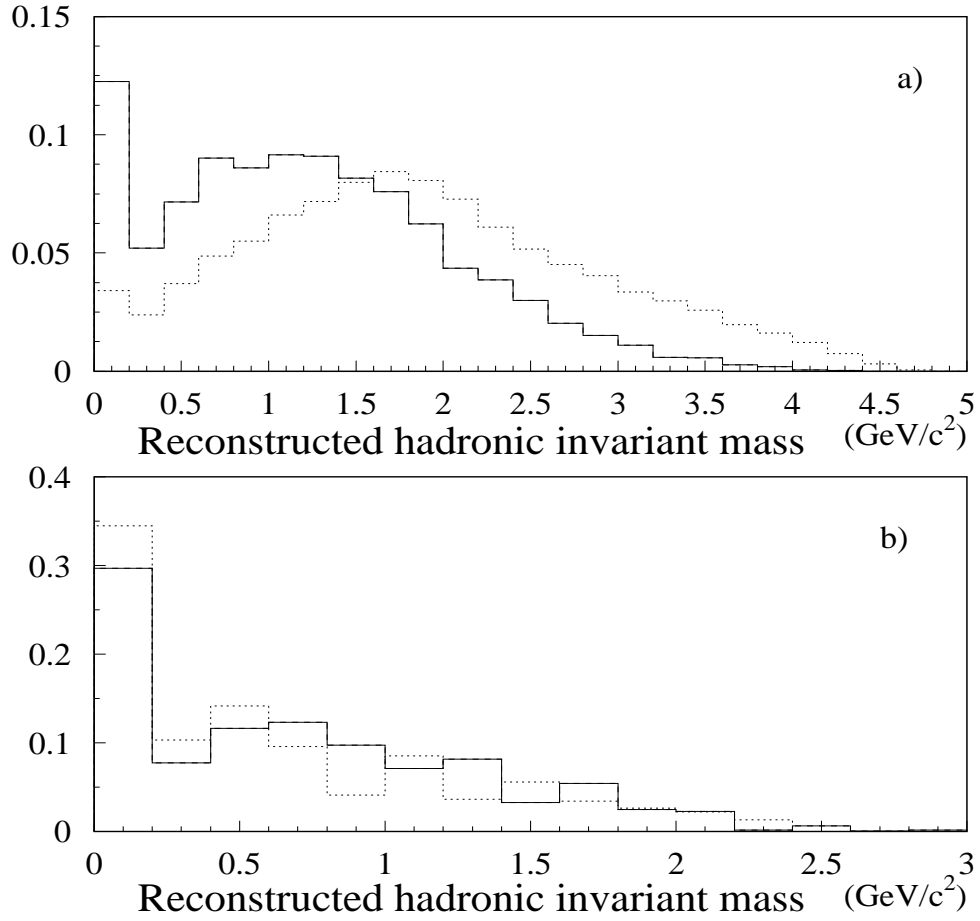 0.15
a)
0.1
0.05
0
0 0.5 1 1.5 2 2.5 3 3.5 4 4.5 5
Reconstructed hadronic invariant mass (GeV/c²)
0.4
b)
0.3
0.2
0.1
0
0 0.5 1 1.5 2 2.5 3
Reconstructed hadronic invariant mass (GeV/c²)